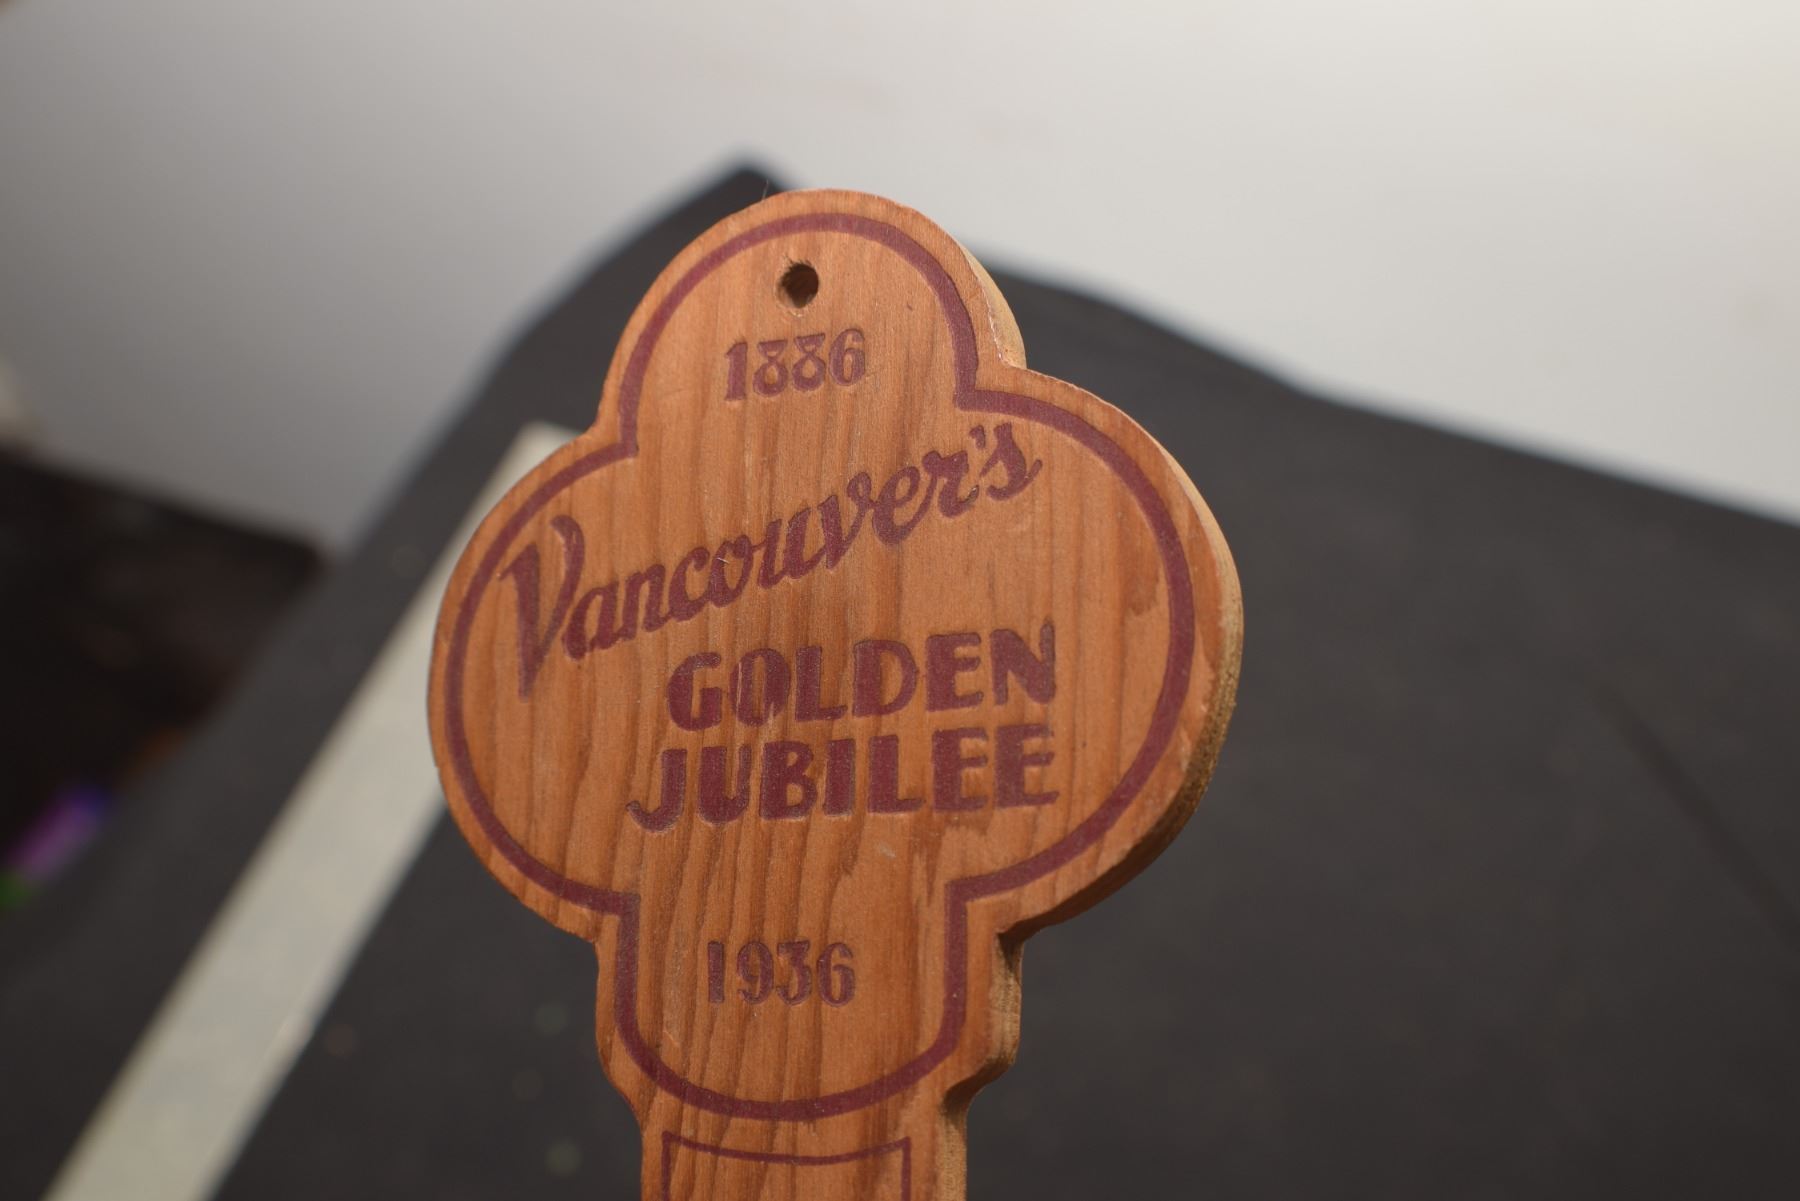 1886
Vancouver's
GOLDEN
JUBILEE
1936